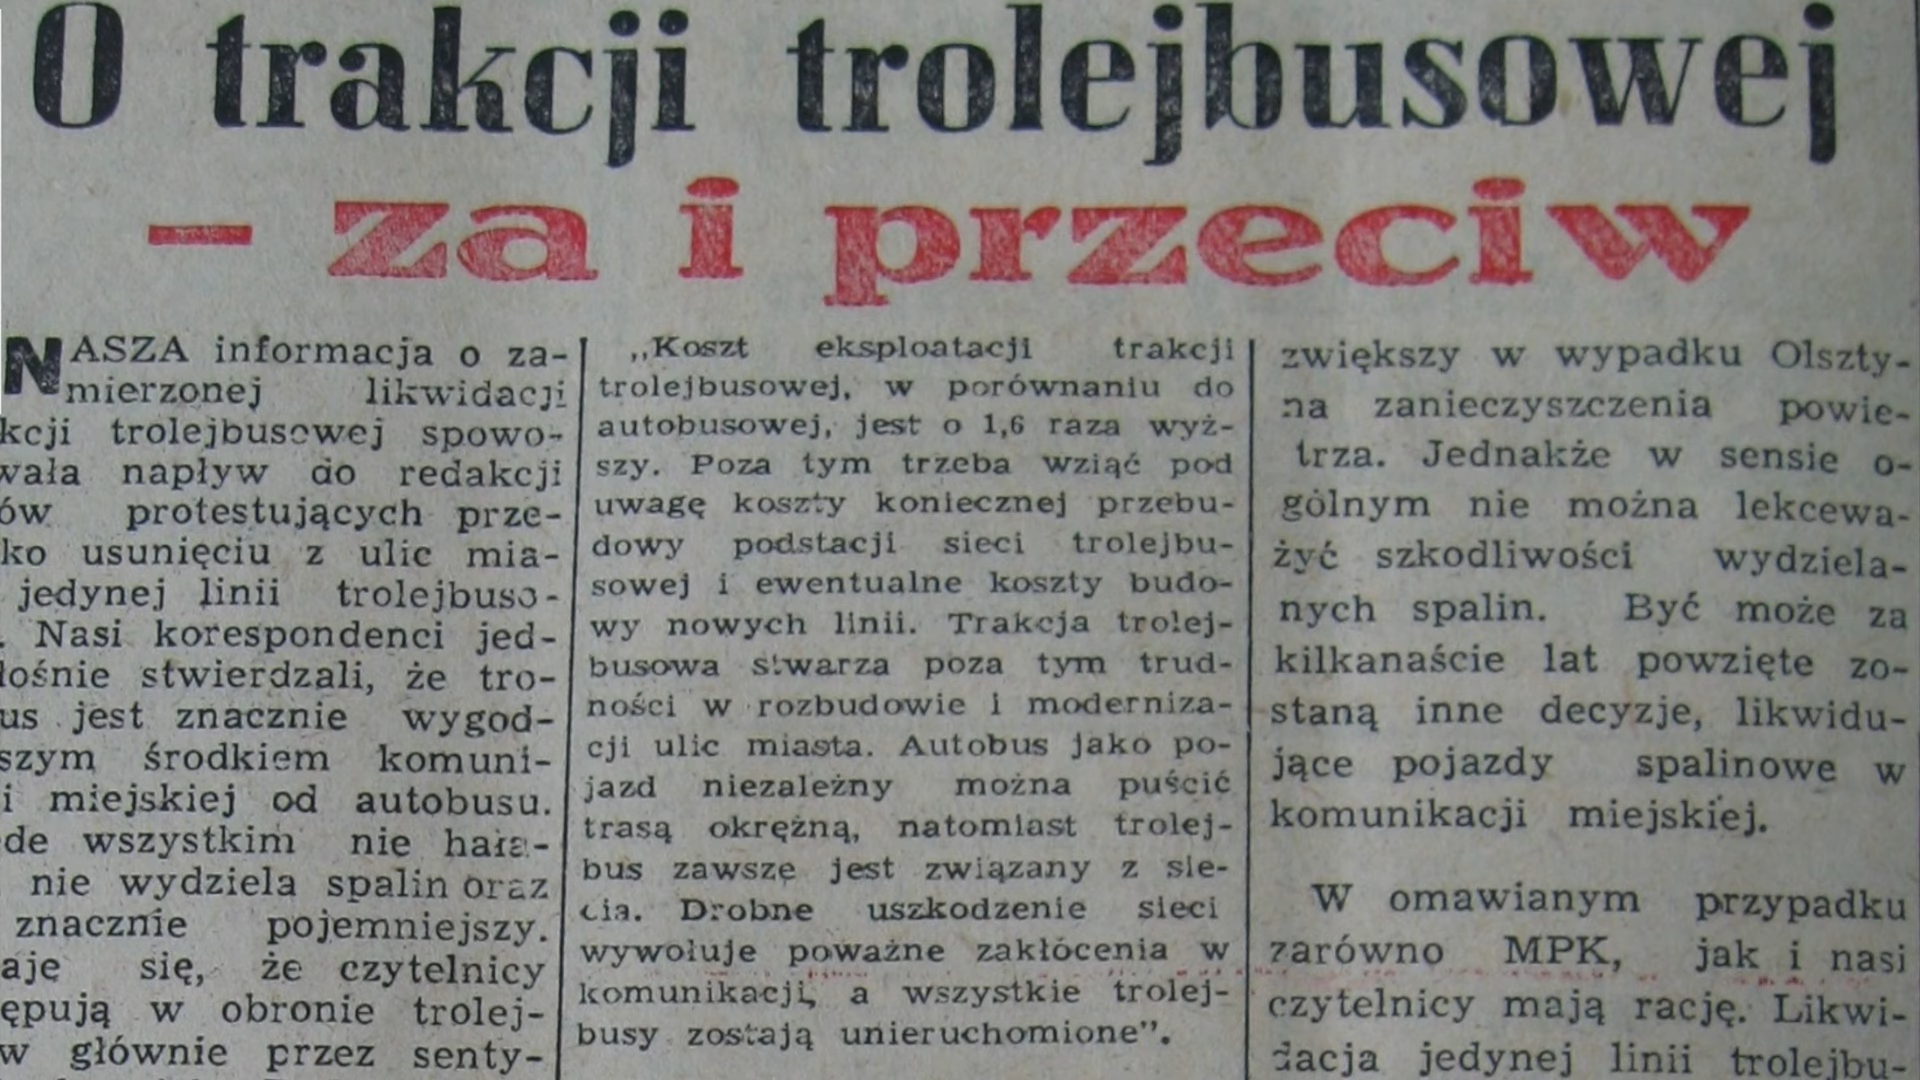 O trakcji trolejbusowej
– za i przeciw
NASZA informacja o za-
mierzonej likwidacji
kcji trolejbusowej spowo-
wała napływ do redakcji
ów protestujących prze-
ko usunięciu z ulic mia-
jedynej linii trolejbuso-
. Nasi korespondenci jed-
łośnie stwierdzali, że tro-
us jest znacznie wygod-
szym środkiem komuni-
i miejskiej od autobusu.
de wszystkim nie hała-
nie wydziela spalin oraz
znacznie pojemniejszy.
aje się, że czytelnicy
ępują w obronie trolej-
w głównie przez senty-
„Koszt eksploatacji trakcji
trolejbusowej, w porównaniu do
autobusowej, jest o 1,6 raza wyż-
szy. Poza tym trzeba wziąć pod
uwagę koszty koniecznej przebu-
dowy podstacji sieci trolejbu-
sowej i ewentualne koszty budo-
wy nowych linii. Trakcja trolej-
busowa stwarza poza tym trud-
ności w rozbudowie i moderniza-
cji ulic miasta. Autobus jako po-
jazd niezależny można puścić
trasą okrężną, natomiast trolej-
bus zawsze jest związany z sie-
cią. Drobne uszkodzenie sieci
wywołuje poważne zakłócenia w
komunikacji, a wszystkie trolej-
busy zostają unieruchomione”.
zwiększy w wypadku Olszty-
na zanieczyszczenia powie-
trza. Jednakże w sensie o-
gólnym nie można lekcewa-
żyć szkodliwości wydziela-
nych spalin. Być może za
kilkanaście lat powzięte zo-
staną inne decyzje, likwidu-
jące pojazdy spalinowe w
komunikacji miejskiej.
W omawianym przypadku
zarówno MPK, jak i nasi
czytelnicy mają rację. Likwi-
dacja jedynej linii trolejbu-